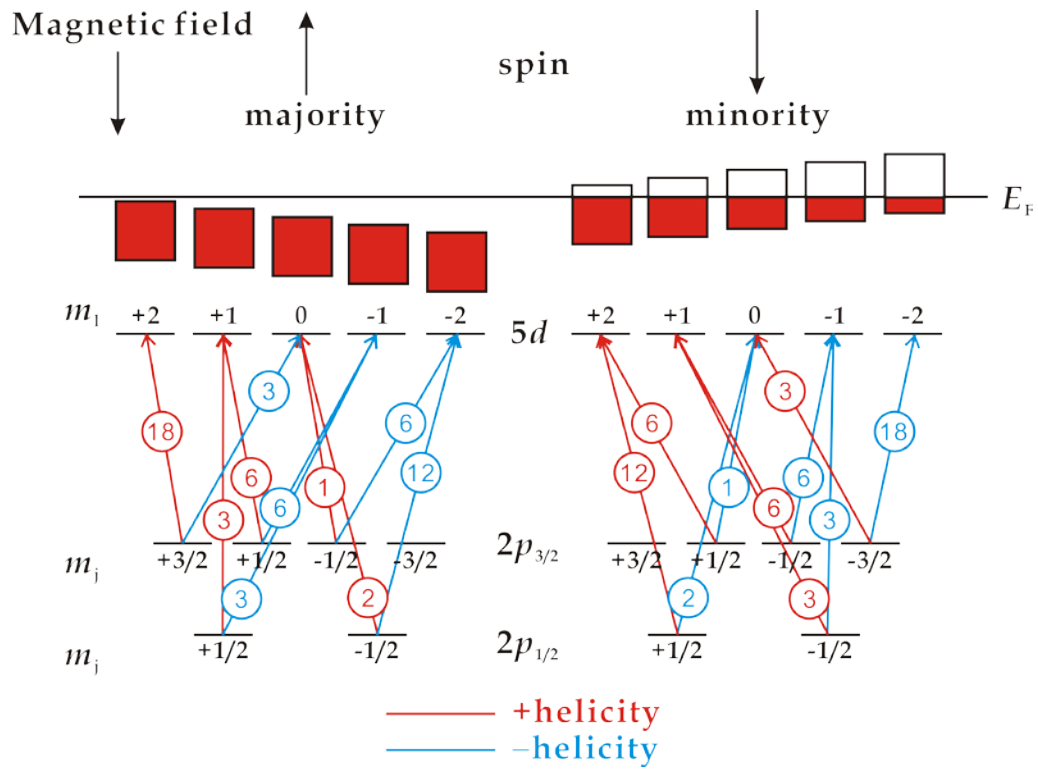 Magnetic field
spin
majority
minority
E_F
m_l
+2 +1 0 -1 -2
5d
+2 +1 0 -1 -2
3
3
18
6
6
6
18
12
12
6
6
1
1
6
6
3
3
m_j
+3/2 +1/2 -1/2 -3/2
2p_3/2
+3/2 +1/2 -1/2 -3/2
3
2
2
3
m_j
+1/2 -1/2
2p_1/2
+1/2 -1/2
+helicity
–helicity